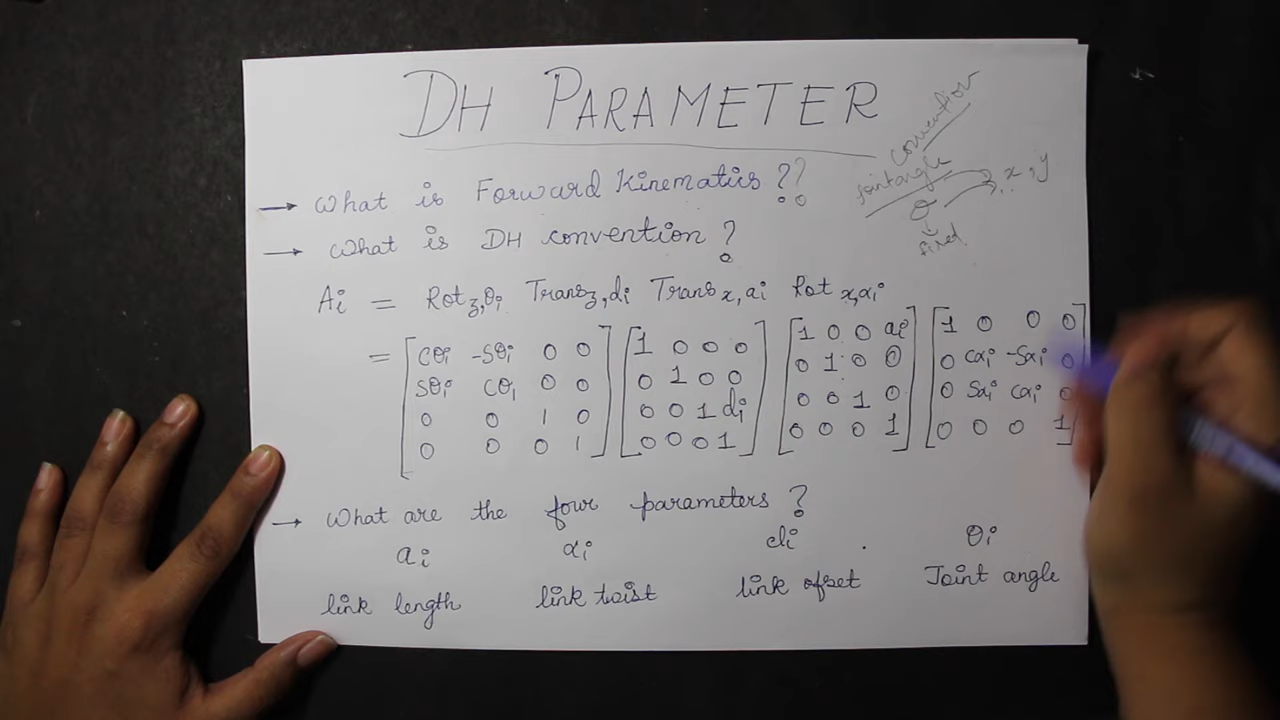 DH PARAMETER
convention
joint angle
θ
x, y
fixed
→ What is Forward Kinematics ??
→ What is DH convention ?
Ai = Rotz,θi Transz,di Transx,ai Rotx,αi
= [cθi -sθi 0 0] [1 0 0 0] [1 0 0 ai] [1 0 0 0]
[sθi cθi 0 0] [0 1 0 0] [0 1 0 0] [0 cαi -sαi 0]
[0 0 1 0] [0 0 1 di] [0 0 1 0] [0 sαi cαi 0]
[0 0 0 1] [0 0 0 1] [0 0 0 1] [0 0 0 1]
→ What are the four parameters ?
ai αi di θi
link length link twist link ofset Joint angle